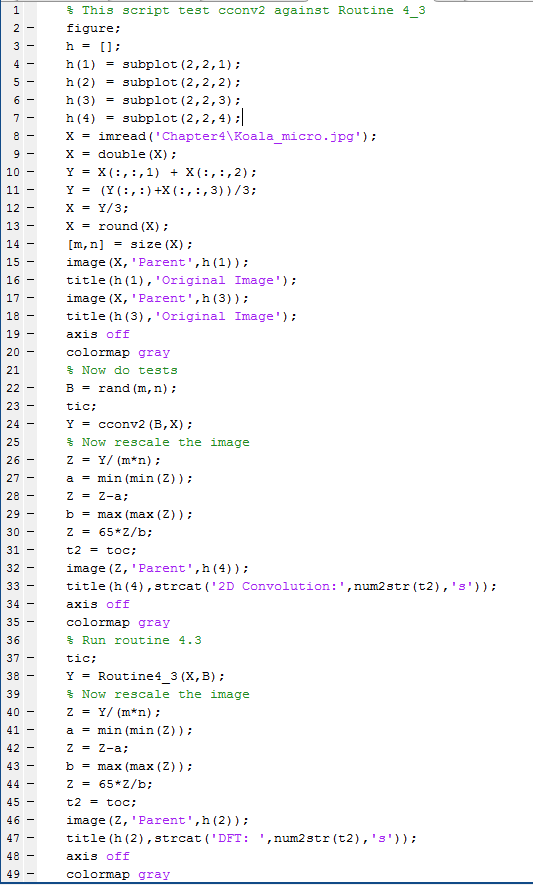 1 % This script test cconv2 against Routine 4_3
2 - figure;
3 - h = [];
4 - h(1) = subplot(2,2,1);
5 - h(2) = subplot(2,2,2);
6 - h(3) = subplot(2,2,3);
7 - h(4) = subplot(2,2,4);
8 - X = imread('Chapter4\Koala_micro.jpg');
9 - X = double(X);
10 - Y = X(:,:,1) + X(:,:,2);
11 - Y = (Y(:,:)+X(:,:,3))/3;
12 - X = Y/3;
13 - X = round(X);
14 - [m,n] = size(X);
15 - image(X,'Parent',h(1));
16 - title(h(1),'Original Image');
17 - image(X,'Parent',h(3));
18 - title(h(3),'Original Image');
19 - axis off
20 - colormap gray
21 % Now do tests
22 - B = rand(m,n);
23 - tic;
24 - Y = cconv2(B,X);
25 % Now rescale the image
26 - Z = Y/(m*n);
27 - a = min(min(Z));
28 - Z = Z-a;
29 - b = max(max(Z));
30 - Z = 65*Z/b;
31 - t2 = toc;
32 - image(Z,'Parent',h(4));
33 - title(h(4),strcat('2D Convolution:',num2str(t2),'s'));
34 - axis off
35 - colormap gray
36 % Run routine 4.3
37 - tic;
38 - Y = Routine4_3(X,B);
39 % Now rescale the image
40 - Z = Y/(m*n);
41 - a = min(min(Z));
42 - Z = Z-a;
43 - b = max(max(Z));
44 - Z = 65*Z/b;
45 - t2 = toc;
46 - image(Z,'Parent',h(2));
47 - title(h(2),strcat('DFT: ',num2str(t2),'s'));
48 - axis off
49 - colormap gray